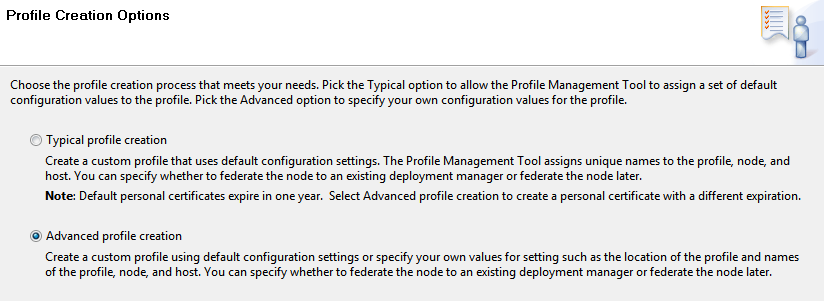 Profile Creation Options
Choose the profile creation process that meets your needs. Pick the Typical option to allow the Profile Management Tool to assign a set of default
configuration values to the profile. Pick the Advanced option to specify your own configuration values for the profile.
Typical profile creation
Create a custom profile that uses default configuration settings. The Profile Management Tool assigns unique names to the profile, node, and
host. You can specify whether to federate the node to an existing deployment manager or federate the node later.
Note: Default personal certificates expire in one year. Select Advanced profile creation to create a personal certificate with a different expiration.
Advanced profile creation
Create a custom profile using default configuration settings or specify your own values for setting such as the location of the profile and names
of the profile, node, and host. You can specify whether to federate the node to an existing deployment manager or federate the node later.